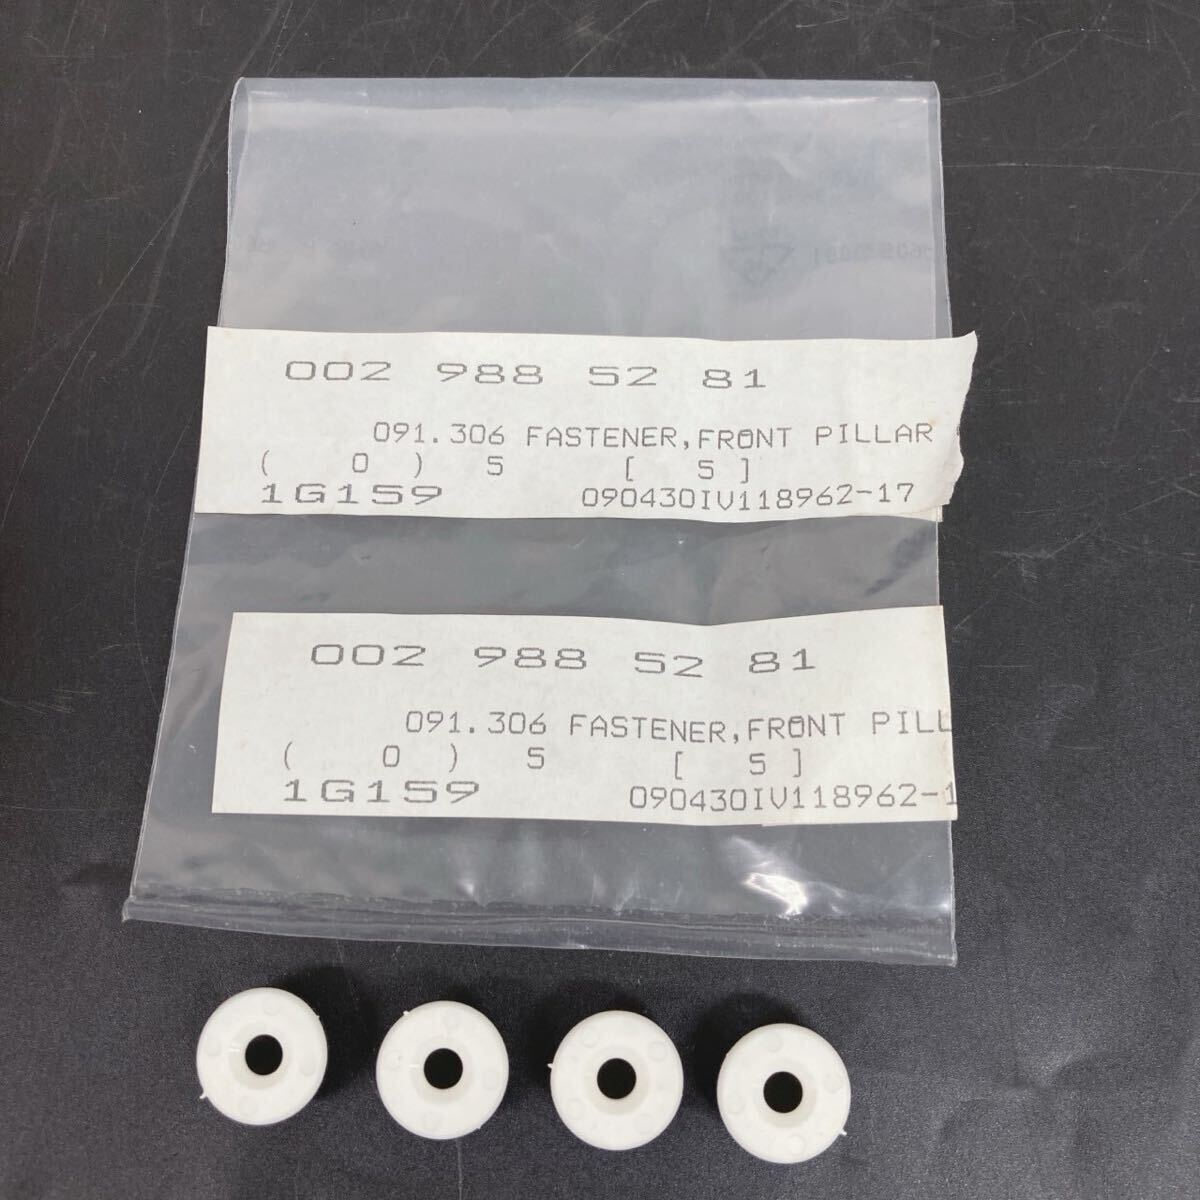 002 988 52 81
091.306 FASTENER,FRONT PILLAR
( 0 ) 5 [ 5 ]
1G159 090430IV118962-17
002 988 52 81
091.306 FASTENER,FRONT PILL
( 0 ) 5 [ 5 ]
1G159 090430IV118962-1